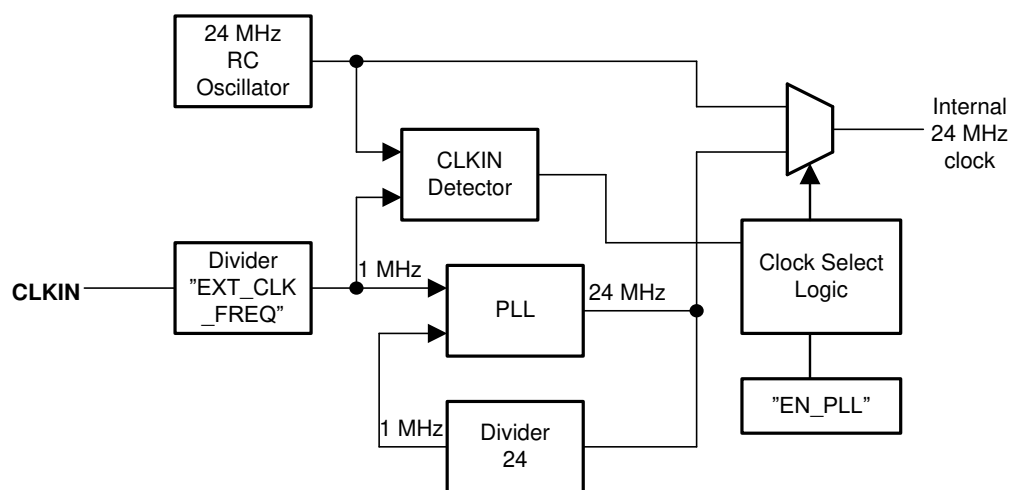 24 MHz
RC
Oscillator
Internal
24 MHz
clock
CLKIN
Detector
CLKIN
Divider
”EXT_CLK
_FREQ”
1 MHz
PLL
24 MHz
Clock Select
Logic
1 MHz
Divider
24
”EN_PLL”